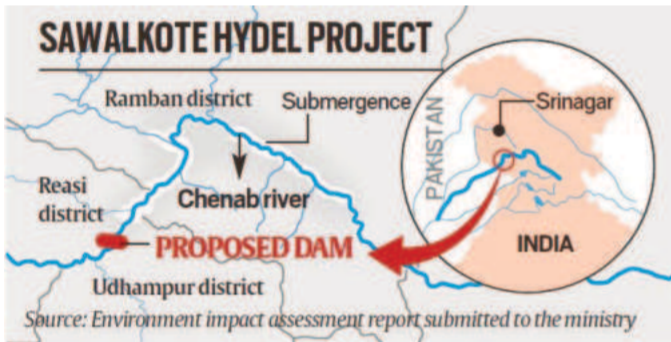 SAWALKOTE HYDEL PROJECT
Ramban district
Submergence
Srinagar
PAKISTAN
Reasi
district
Chenab river
PROPOSED DAM
INDIA
Udhampur district
Source: Environment impact assessment report submitted to the ministry